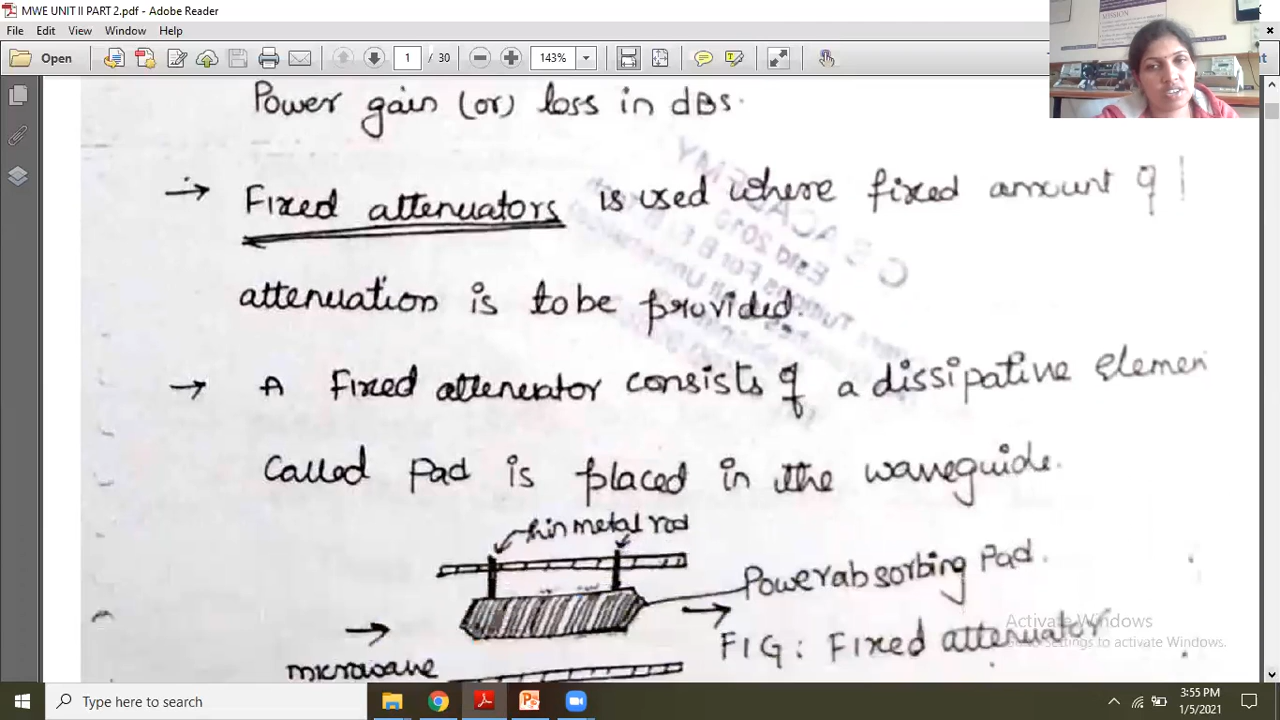 MWE UNIT II PART 2.pdf - Adobe Reader
File Edit View Window Help
Open 1 / 30 143%
MISSION
Power gain (or) loss in dBs.
→ Fixed attenuators is used where fixed amount of
attenuation is to be provided.
→ A Fixed attenuator consists of a dissipative elemen
called Pad is placed in the waveguide.
thin metal rod
Power absorbing Pad.
→
→
FIG: Fixed attenuator
microwave
Activate Windows
Go to Settings to activate Windows.
Type here to search
3:55 PM
1/5/2021